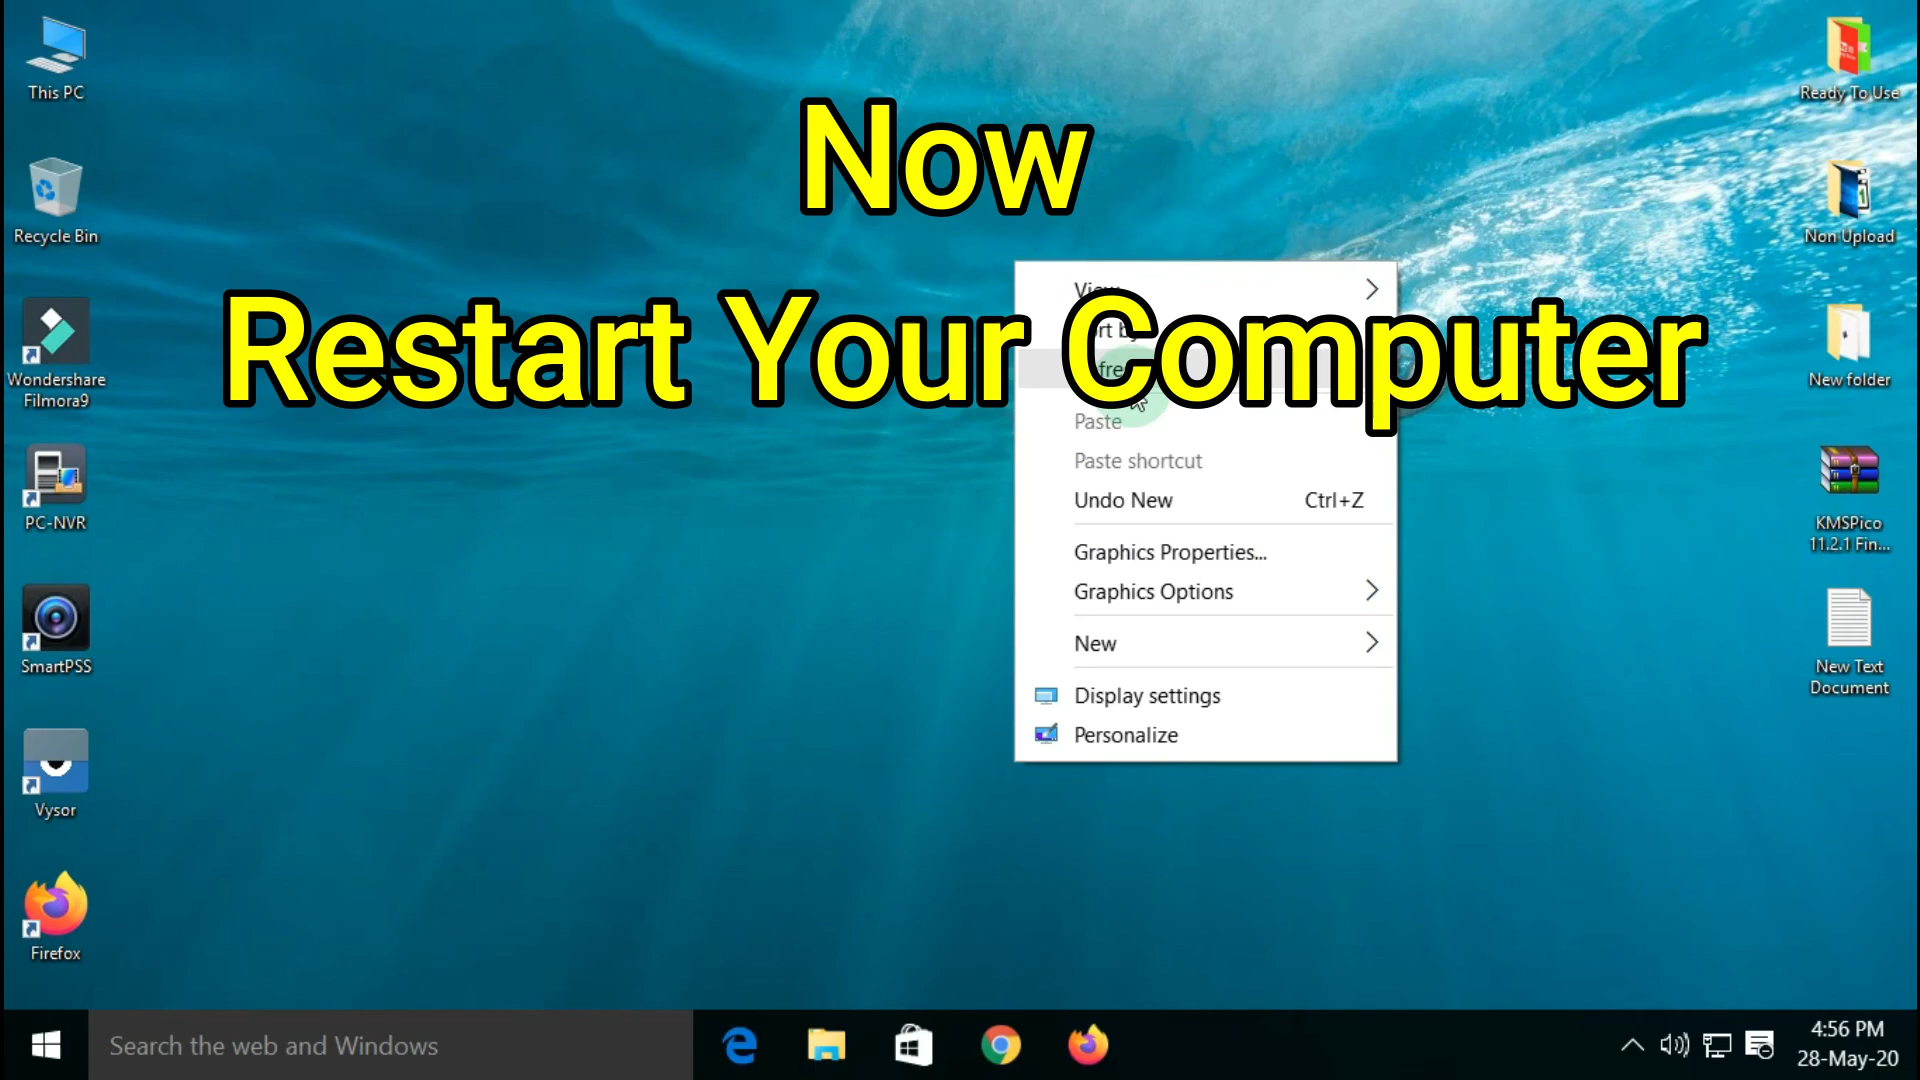 Now
Restart Your Computer
This PC
Recycle Bin
Wondershare
Filmora9
PC-NVR
SmartPSS
Vysor
Firefox
View
Paste
Paste shortcut
Undo New Ctrl+Z
Graphics Properties...
Graphics Options
New
Display settings
Personalize
Ready To Use
Non Upload
New folder
KMSPico
11.2.1 Fin...
New Text
Document
Search the web and Windows
4:56 PM
28-May-20